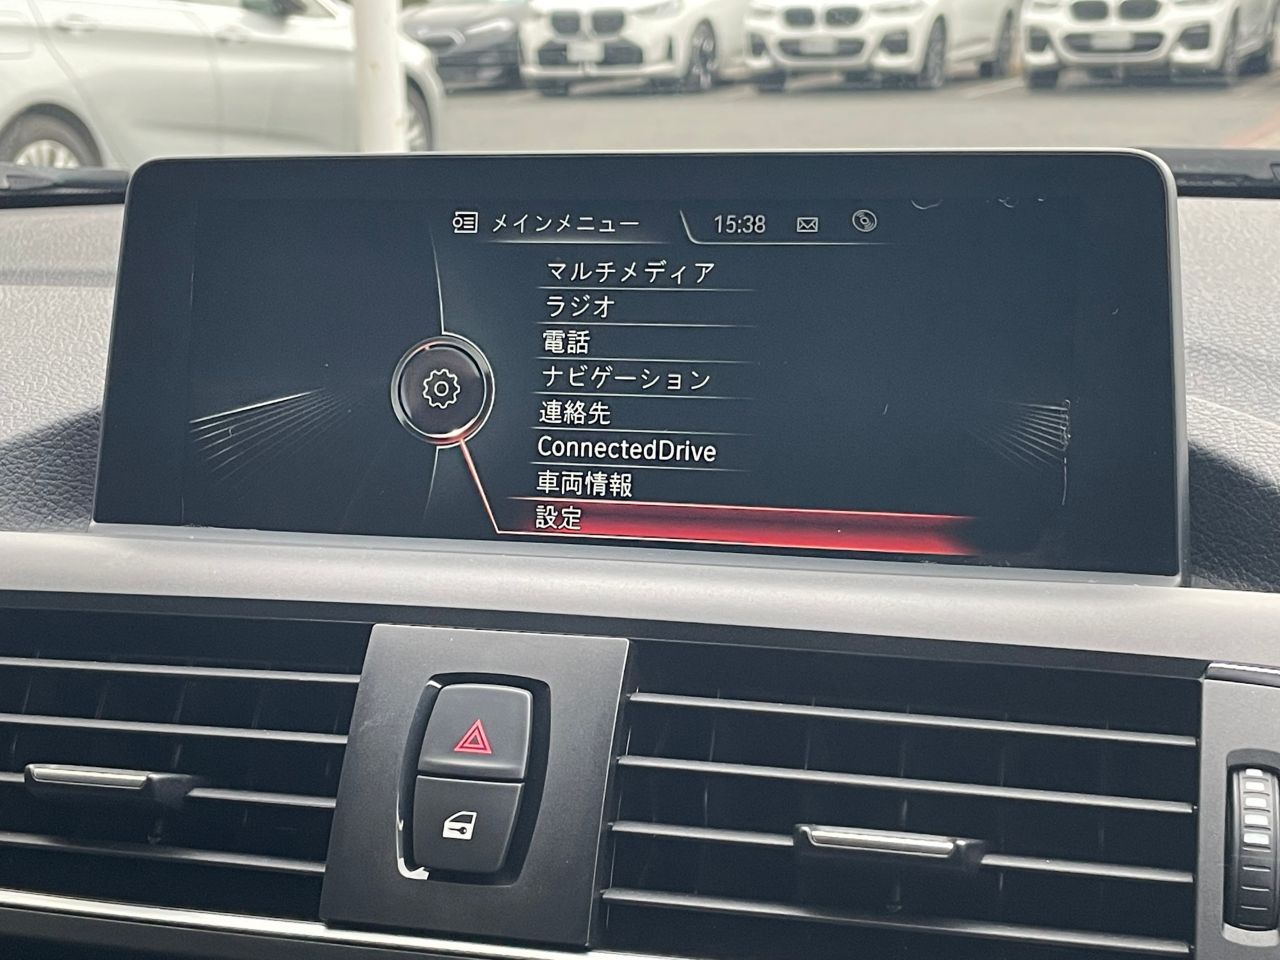 メインメニュー 15:38
マルチメディア
ラジオ
電話
ナビゲーション
連絡先
ConnectedDrive
車両情報
設定